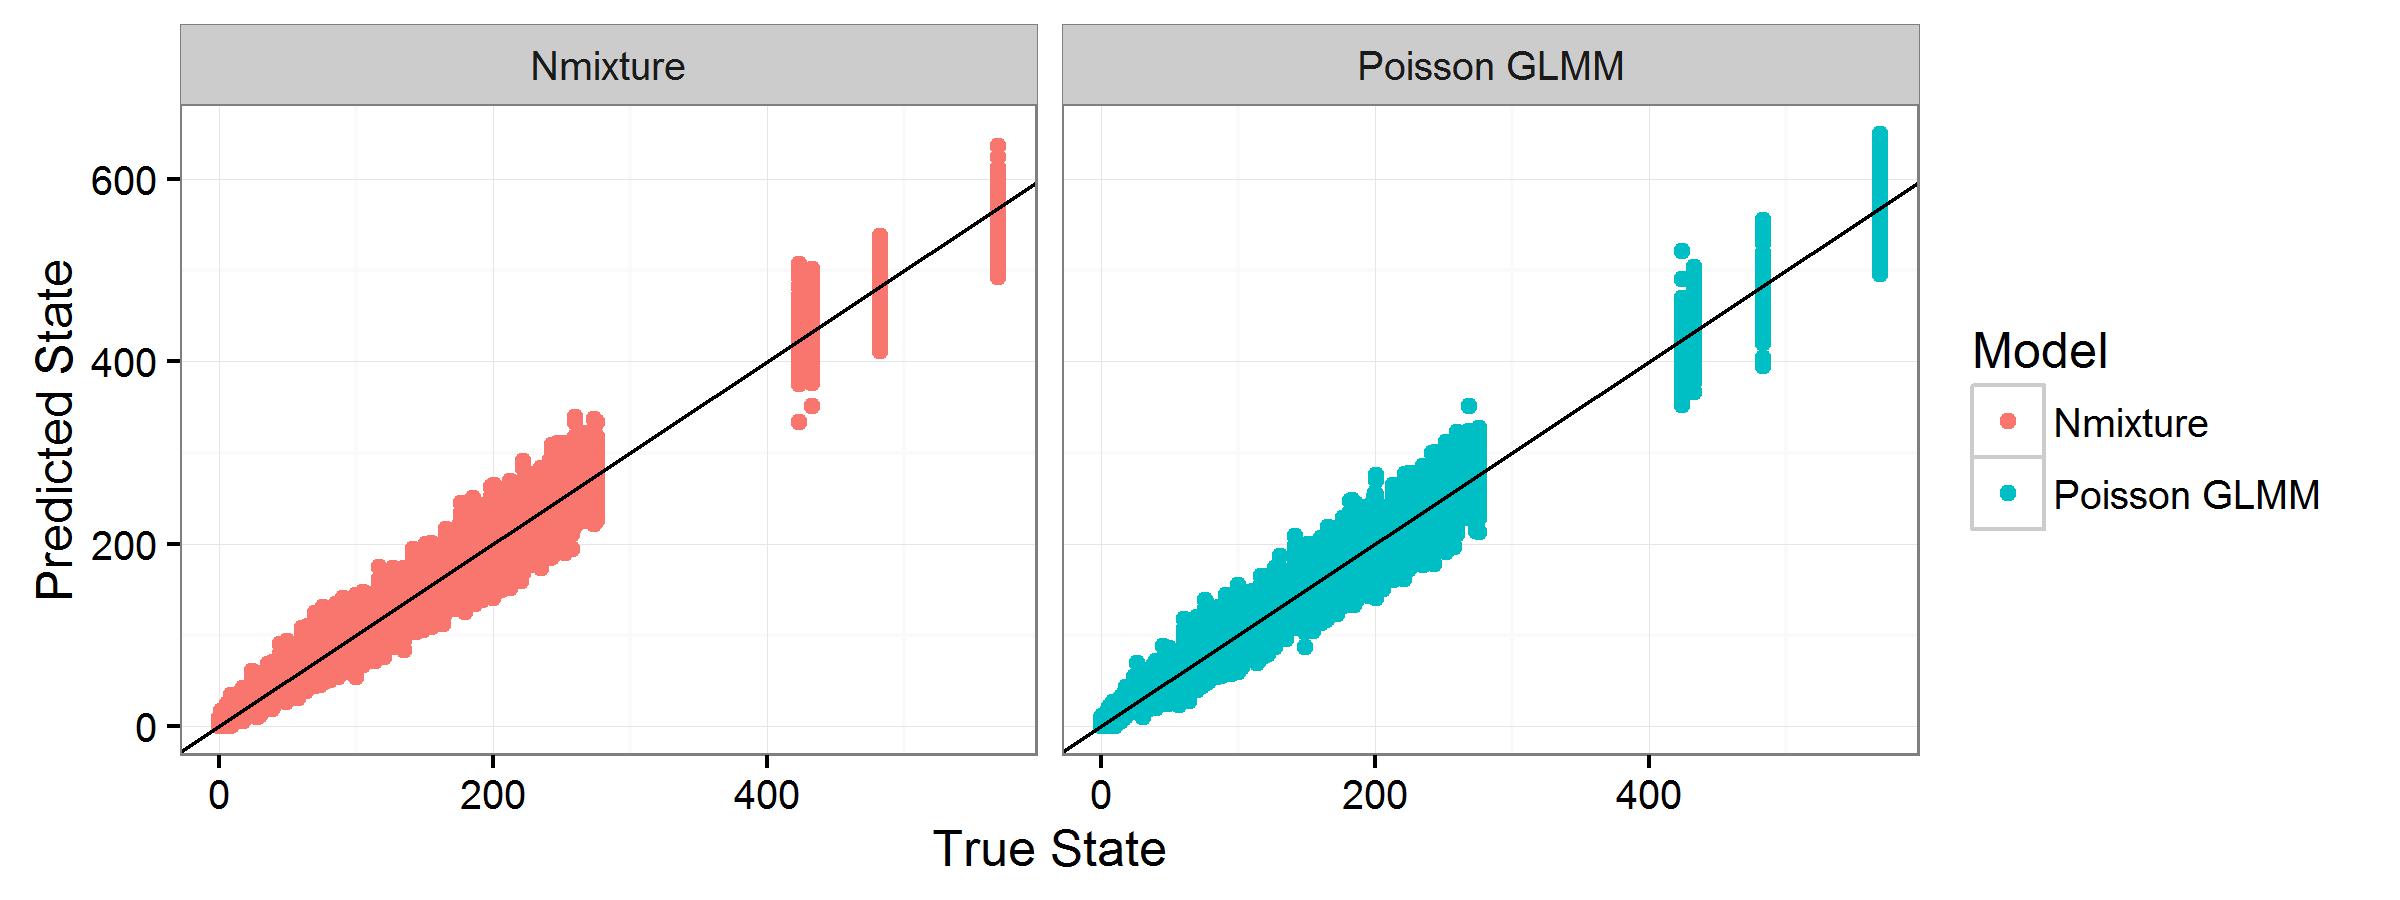 Nmixture
Poisson GLMM
Predicted State
600
400
200
0
0
200
400
0
200
400
True State
Model
Nmixture
Poisson GLMM